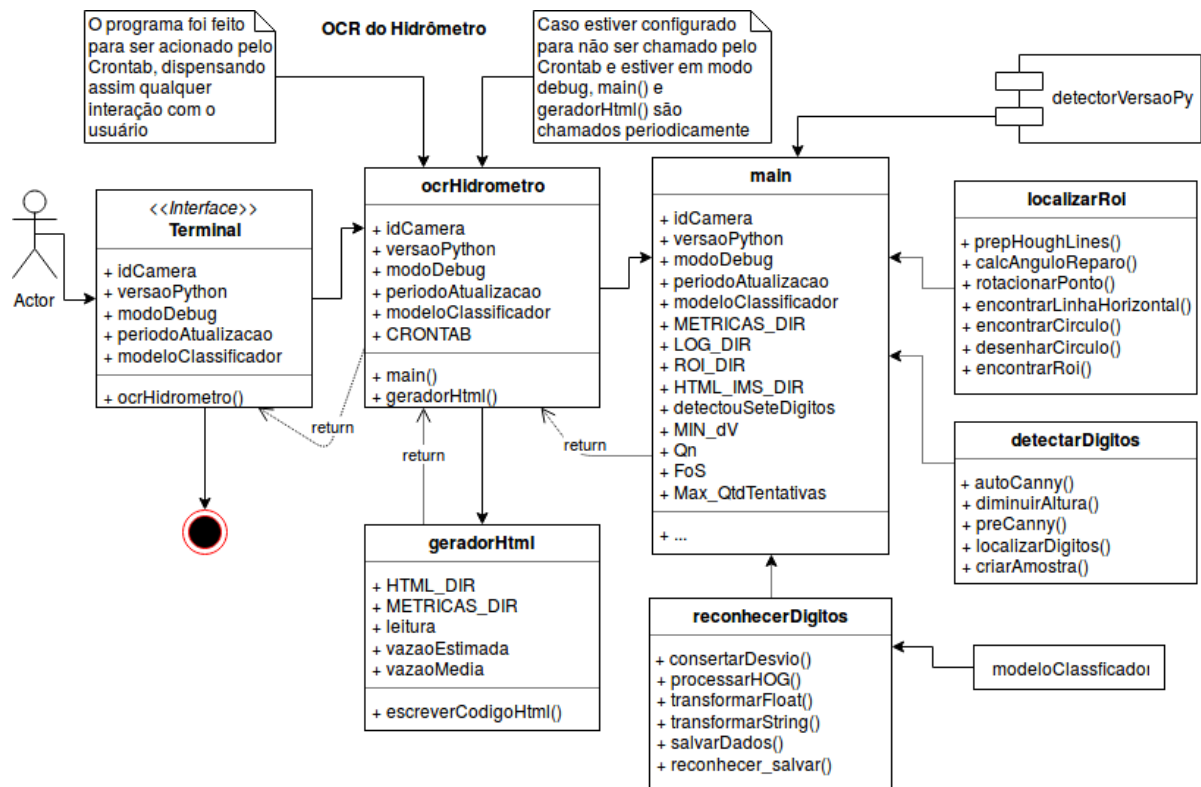 O programa foi feito
para ser acionado pelo
Crontab, dispensando
assim qualquer
interação com o
usuário
OCR do Hidrômetro
Caso estiver configurado
para não ser chamado pelo
Crontab e estiver em modo
debug, main() e
geradorHtml() são
chamados periodicamente
detectorVersaoPy
Actor
<<Interface>>
Terminal
+ idCamera
+ versaoPython
+ modoDebug
+ periodoAtualizacao
+ modeloClassificador
+ ocrHidrometro()
ocrHidrometro
+ idCamera
+ versaoPython
+ modoDebug
+ periodoAtualizacao
+ modeloClassificador
+ CRONTAB
+ main()
+ geradorHtml()
return
return
return
main
+ idCamera
+ versaoPython
+ modoDebug
+ periodoAtualizacao
+ modeloClassificador
+ METRICAS_DIR
+ LOG_DIR
+ ROI_DIR
+ HTML_IMS_DIR
+ detectouSeteDigitos
+ MIN_dV
+ Qn
+ FoS
+ Max_QtdTentativas
+ ...
localizarRoI
+ prepHoughLines()
+ calcAnguloReparo()
+ rotacionarPonto()
+ encontrarLinhaHorizontal()
+ encontrarCirculo()
+ desenharCirculo()
+ encontrarRoi()
detectarDigitos
+ autoCanny()
+ diminuirAltura()
+ preCanny()
+ localizarDigitos()
+ criarAmostra()
geradorHtml
+ HTML_DIR
+ METRICAS_DIR
+ leitura
+ vazaoEstimada
+ vazaoMedia
+ escreverCodigoHtml()
reconhecerDigitos
+ consertarDesvio()
+ processarHOG()
+ transformarFloat()
+ transformarString()
+ salvarDados()
+ reconhecer_salvar()
modeloClassficador